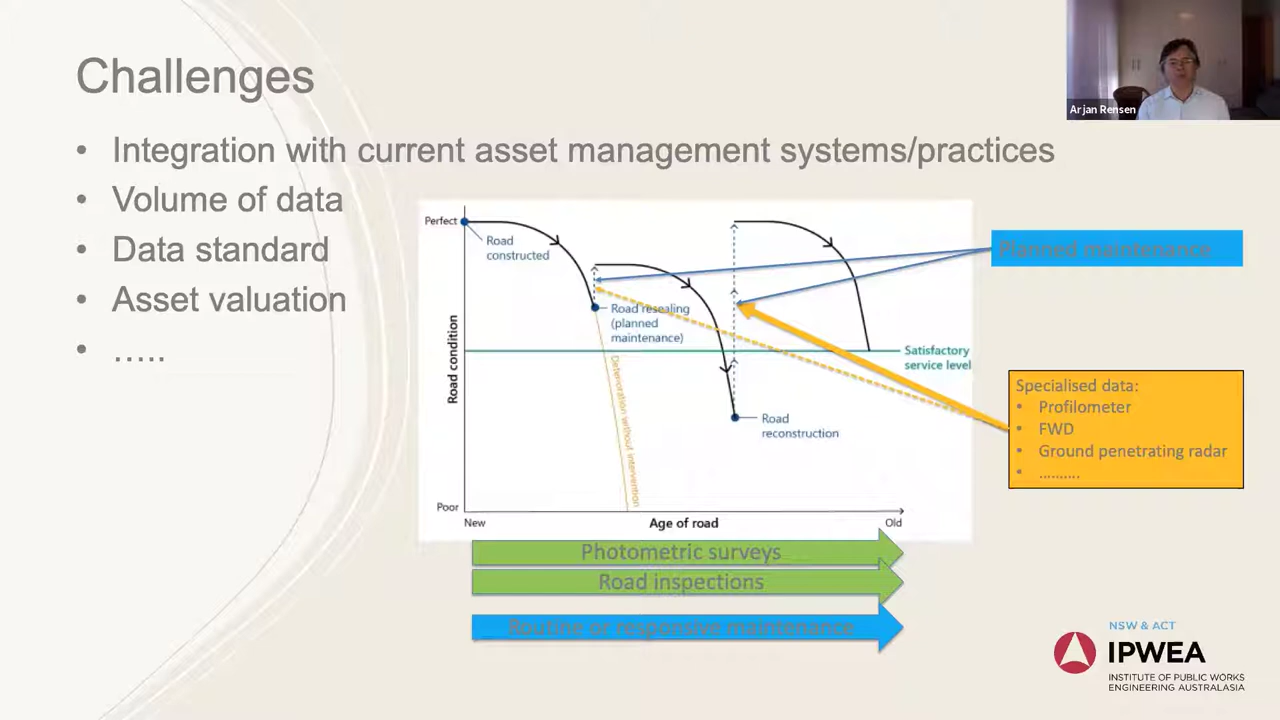 Challenges
Arjan Rensen
• Integration with current asset management systems/practices
• Volume of data
• Data standard
• Asset valuation
• …..
Perfect
Road
constructed
Road resealing
(planned
maintenance)
Deterioration without intervention
Road condition
Satisfactory
service level
Road
reconstruction
Poor
New
Age of road
Old
Planned maintenance
Specialised data:
• Profilometer
• FWD
• Ground penetrating radar
• ……….
Photometric surveys
Road inspections
Routine or responsive maintenance
NSW & ACT
IPWEA
INSTITUTE OF PUBLIC WORKS
ENGINEERING AUSTRALASIA